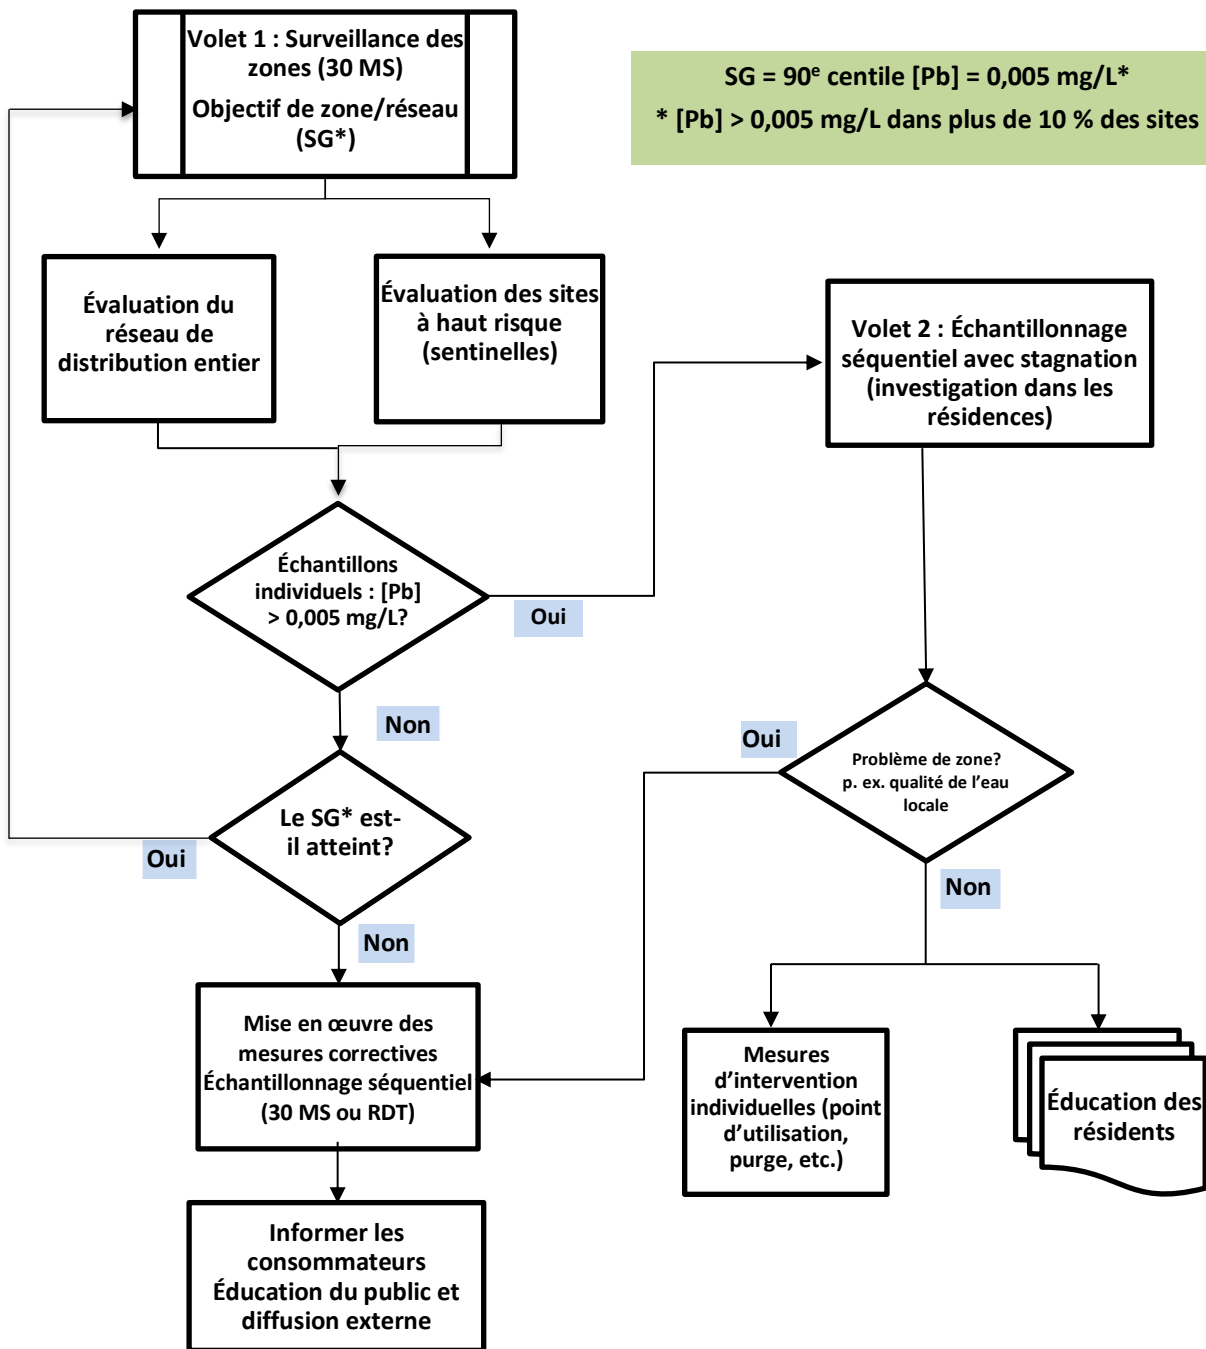 Volet 1 : Surveillance des
zones (30 MS)
Objectif de zone/réseau
(SG*)
SG = 90e centile [Pb] = 0,005 mg/L*
* [Pb] > 0,005 mg/L dans plus de 10 % des sites
Évaluation du
réseau de
distribution entier
Évaluation des sites
à haut risque
(sentinelles)
Volet 2 : Échantillonnage
séquentiel avec stagnation
(investigation dans les
résidences)
Échantillons
individuels : [Pb]
> 0,005 mg/L?
Oui
Non
Le SG* est-
il atteint?
Oui
Non
Problème de zone?
p. ex. qualité de l’eau
locale
Oui
Non
Mise en œuvre des
mesures correctives
Échantillonnage séquentiel
(30 MS ou RDT)
Mesures
d’intervention
individuelles (point
d’utilisation,
purge, etc.)
Éducation des
résidents
Informer les
consommateurs
Éducation du public et
diffusion externe